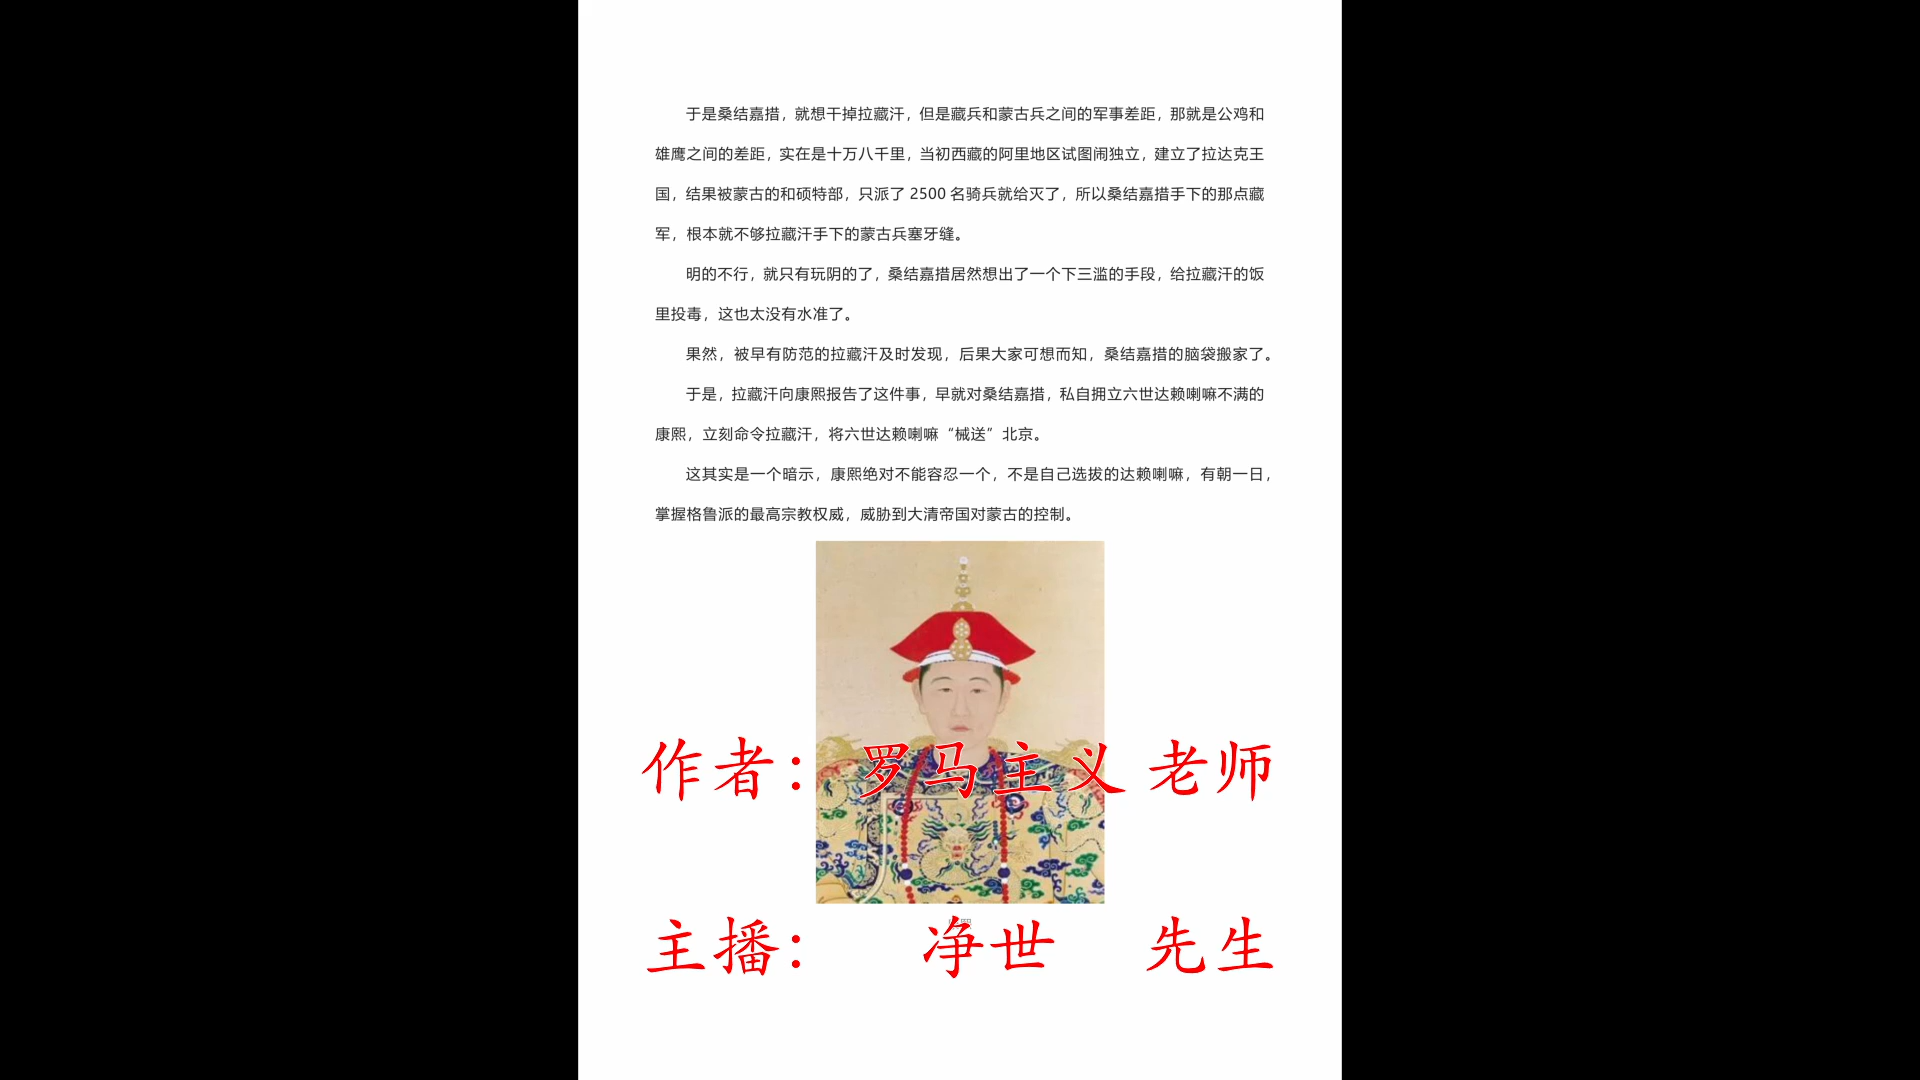 于是桑结嘉措，就想干掉拉藏汗，但是藏兵和蒙古兵之间的军事差距，那就是公鸡和
雄鹰之间的差距，实在是十万八千里，当初西藏的阿里地区试图闹独立，建立了拉达克王
国，结果被蒙古的和硕特部，只派了 2500 名骑兵就给灭了，所以桑结嘉措手下的那点藏
军，根本就不够拉藏汗手下的蒙古兵塞牙缝。
明的不行，就只有玩阴的了，桑结嘉措居然想出了一个下三滥的手段，给拉藏汗的饭
里投毒，这也太没有水准了。
果然，被早有防范的拉藏汗及时发现，后果大家可想而知，桑结嘉措的脑袋搬家了。
于是，拉藏汗向康熙报告了这件事，早就对桑结嘉措，私自拥立六世达赖喇嘛不满的
康熙，立刻命令拉藏汗，将六世达赖喇嘛“械送”北京。
这其实是一个暗示，康熙绝对不能容忍一个，不是自己选拔的达赖喇嘛，有朝一日，
掌握格鲁派的最高宗教权威，威胁到大清帝国对蒙古的控制。
作者： 罗马主义 老师
主播： 净世 先生